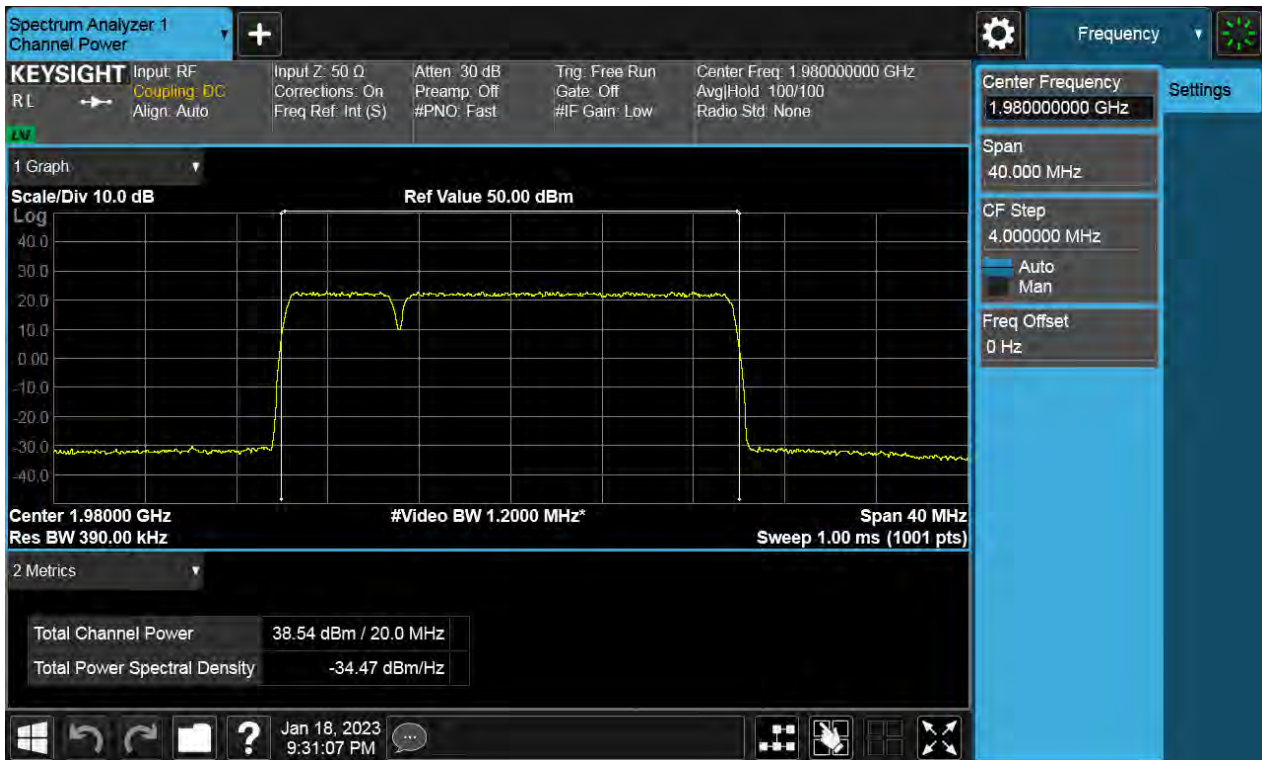 Spectrum Analyzer 1
Channel Power
+
Frequency
KEYSIGHT
RL
Input: RF
Coupling: DC
Align: Auto
Input Z: 50 Ω
Corrections: On
Freq Ref: Int (S)
Atten: 30 dB
Preamp: Off
#PNO: Fast
Trig: Free Run
Gate: Off
#IF Gain: Low
Center Freq: 1.980000000 GHz
Avg|Hold: 100/100
Radio Std: None
1 Graph
Scale/Div 10.0 dB
Ref Value 50.00 dBm
Log
40.0
30.0
20.0
10.0
0.00
-10.0
-20.0
-30.0
-40.0
Center 1.98000 GHz
#Video BW 1.2000 MHz*
Span 40 MHz
Res BW 390.00 kHz
Sweep 1.00 ms (1001 pts)
2 Metrics
Total Channel Power 38.54 dBm / 20.0 MHz
Total Power Spectral Density -34.47 dBm/Hz
?
Jan 18, 2023
9:31:07 PM
Center Frequency
1.980000000 GHz
Settings
Span
40.000 MHz
CF Step
4.000000 MHz
Auto
Man
Freq Offset
0 Hz